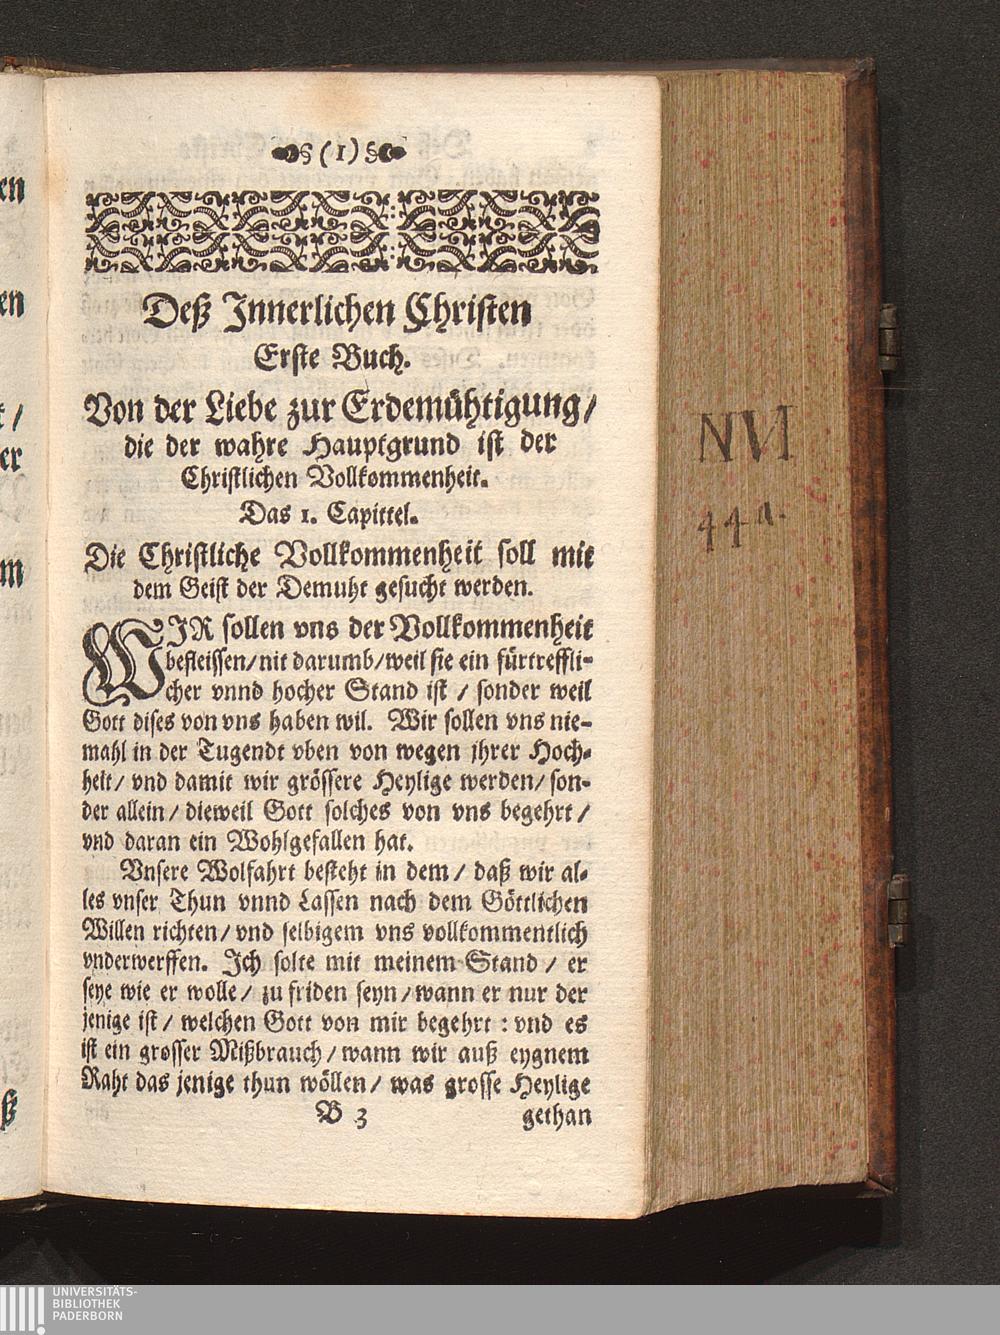 (1)
Deß Innerlichen Christen
Erste Buch.
Von der Liebe zur Erdemühtigung/
die der wahre Hauptgrund ist der
Christlichen Vollkommenheit.
Das 1. Capittel.
Die Christliche Vollkommenheit soll mit
dem Geist der Demuht gesucht werden.
WIR sollen vns der Vollkommenheit
befleissen/nit darumb/weil sie ein fürtreffli-
cher vnnd hocher Stand ist / sonder weil
Gott dises von vns haben wil. Wir sollen vns nie-
mahl in der Tugendt vben von wegen jhrer Hoch-
heit/ vnd damit wir grössere Heylige werden/ son-
der allein / dieweil Gott solches von vns begehrt /
vnd daran ein Wohlgefallen hat.
Vnsere Wolfahrt besteht in dem / daß wir al-
les vnser Thun vnnd Lassen nach dem Göttlichen
Willen richten/ vnd selbigem vns vollkommentlich
vnderwerffen. Ich solte mit meinem Stand / er
seye wie er wolle / zu friden seyn/wann er nur der
jenige ist / welchen Gott von mir begehrt : vnd es
ist ein grosser Mißbrauch/wann wir auß eygnem
Raht das jenige thun wöllen/ was grosse Heylige
B 3 gethan
en
en
/
er
m
ß
NVI
44a.
UNIVERSITÄTS-
BIBLIOTHEK
PADERBORN